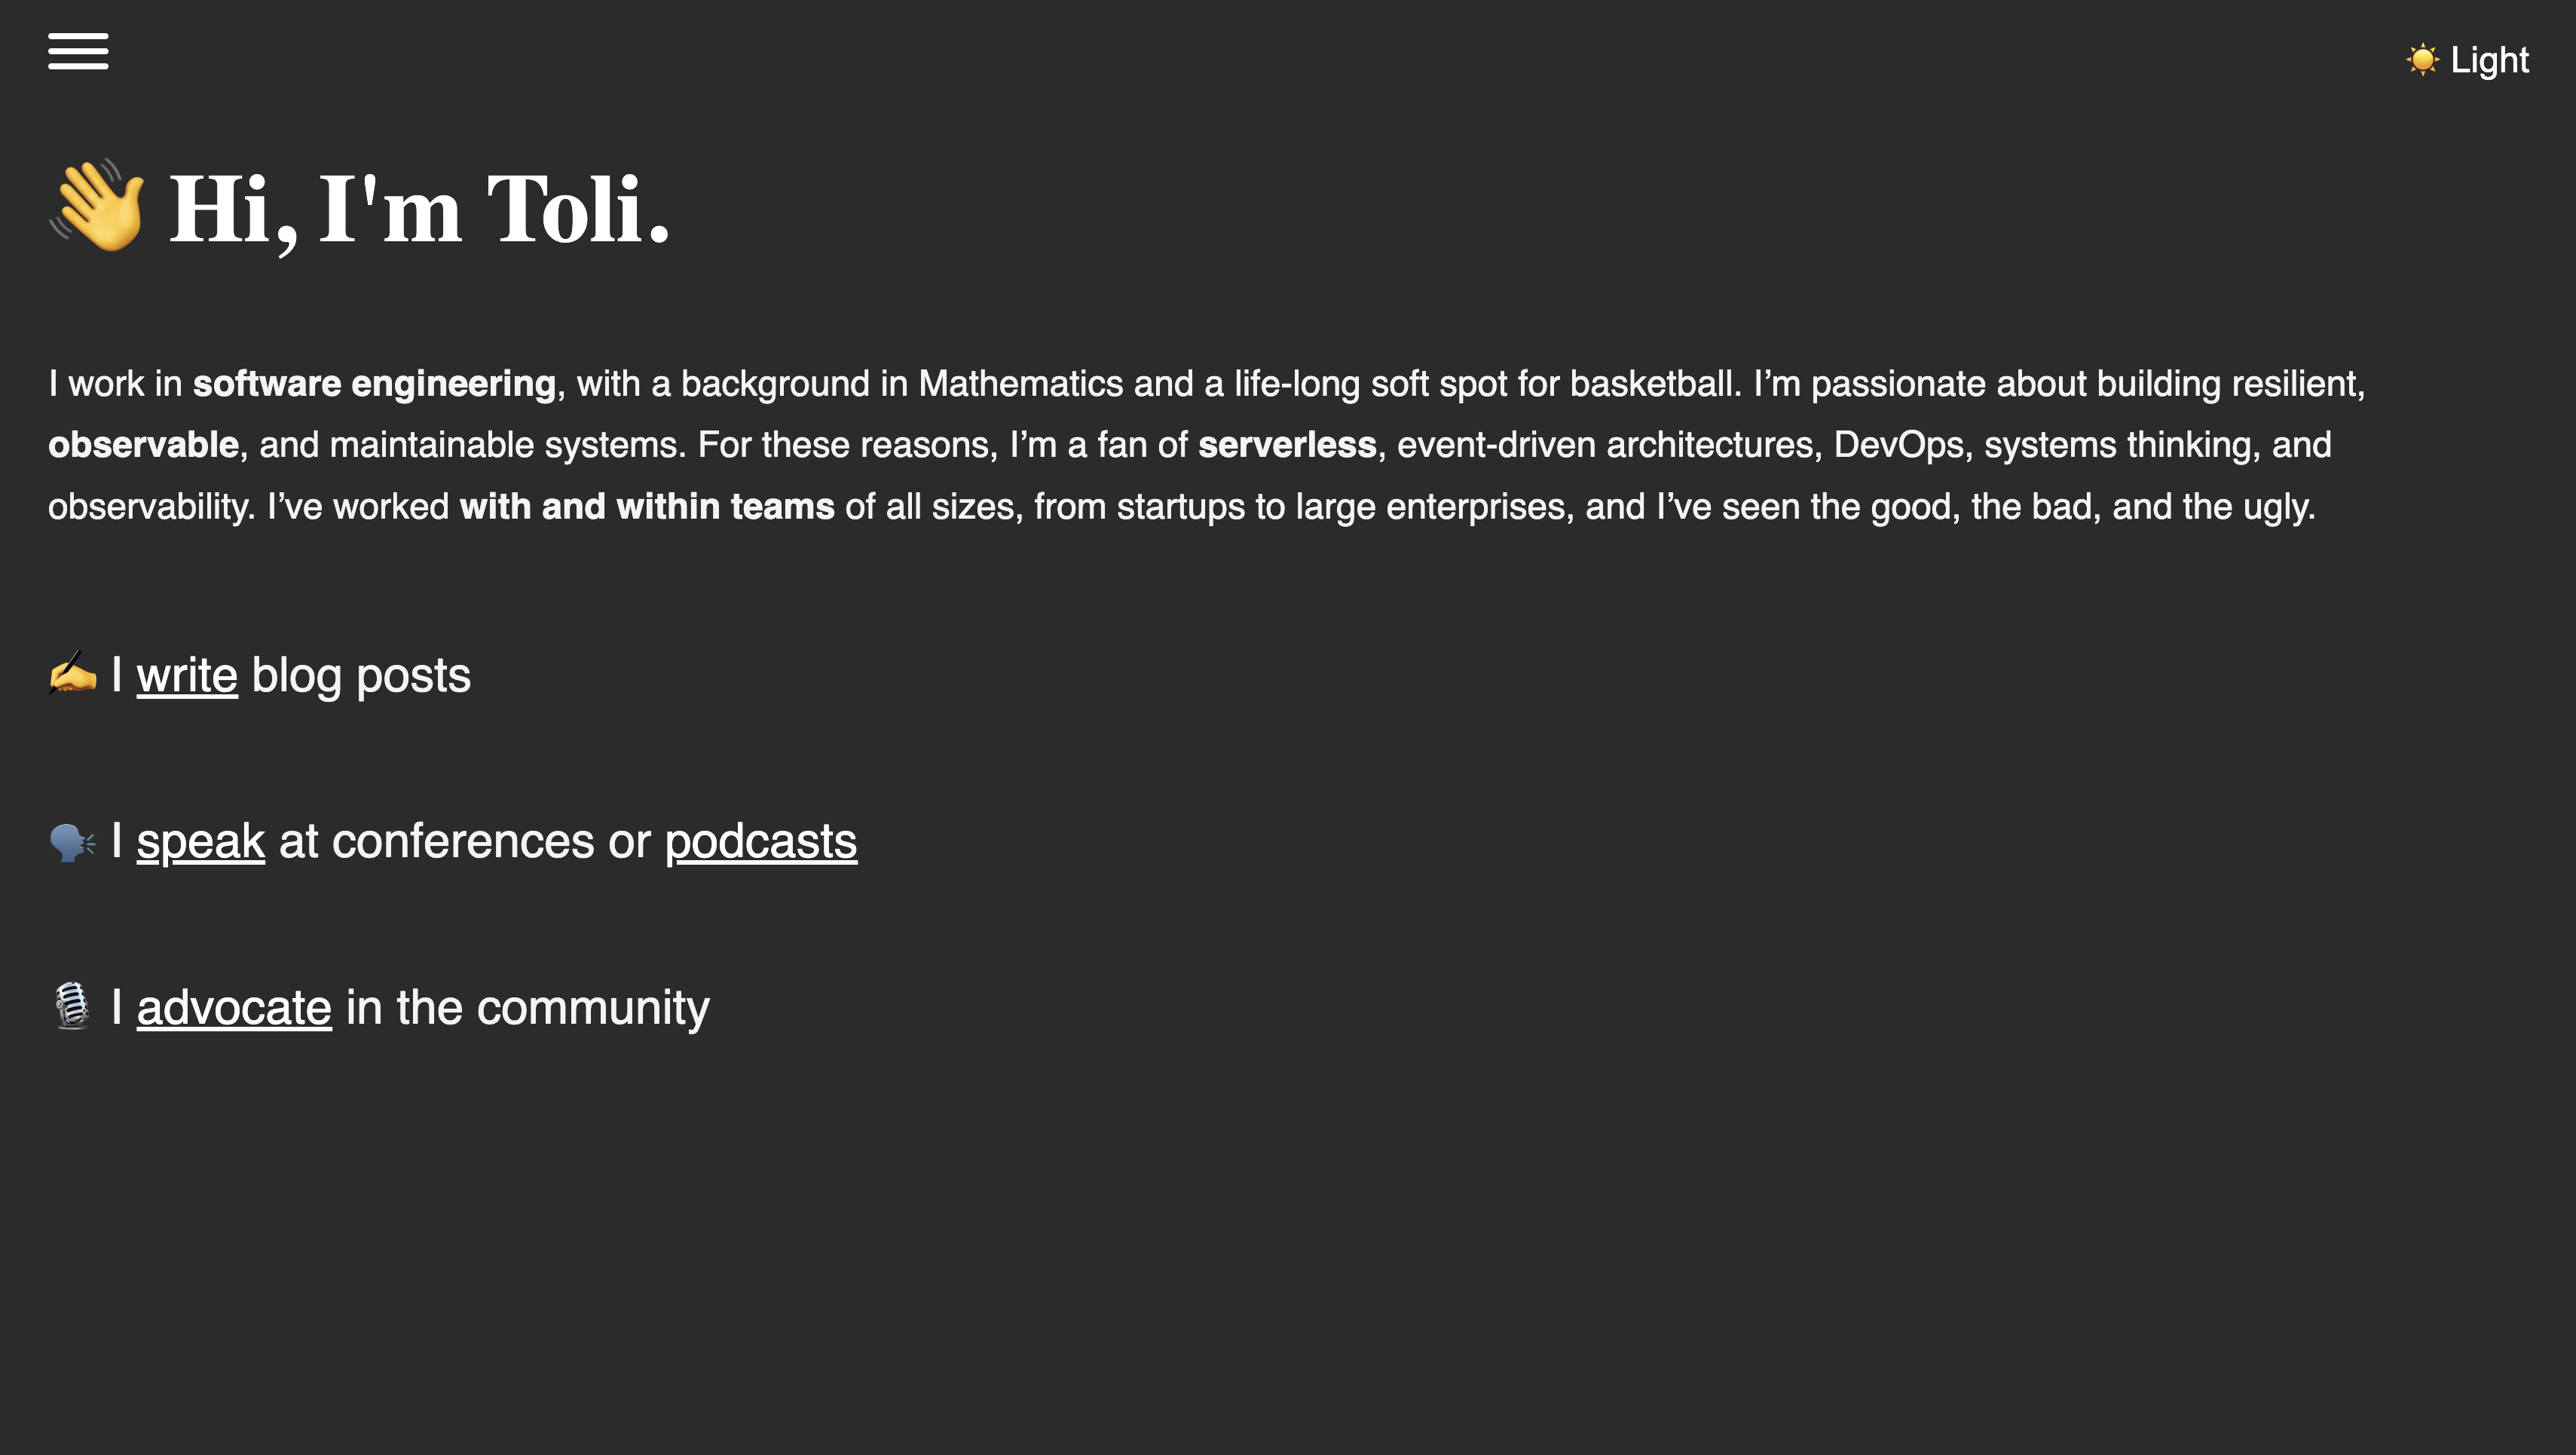 ☀️ Light
👋 Hi, I'm Toli.
I work in software engineering, with a background in Mathematics and a life-long soft spot for basketball. I’m passionate about building resilient,
observable, and maintainable systems. For these reasons, I’m a fan of serverless, event-driven architectures, DevOps, systems thinking, and
observability. I’ve worked with and within teams of all sizes, from startups to large enterprises, and I’ve seen the good, the bad, and the ugly.
✍️ I write blog posts
🗣️ I speak at conferences or podcasts
🎙️ I advocate in the community